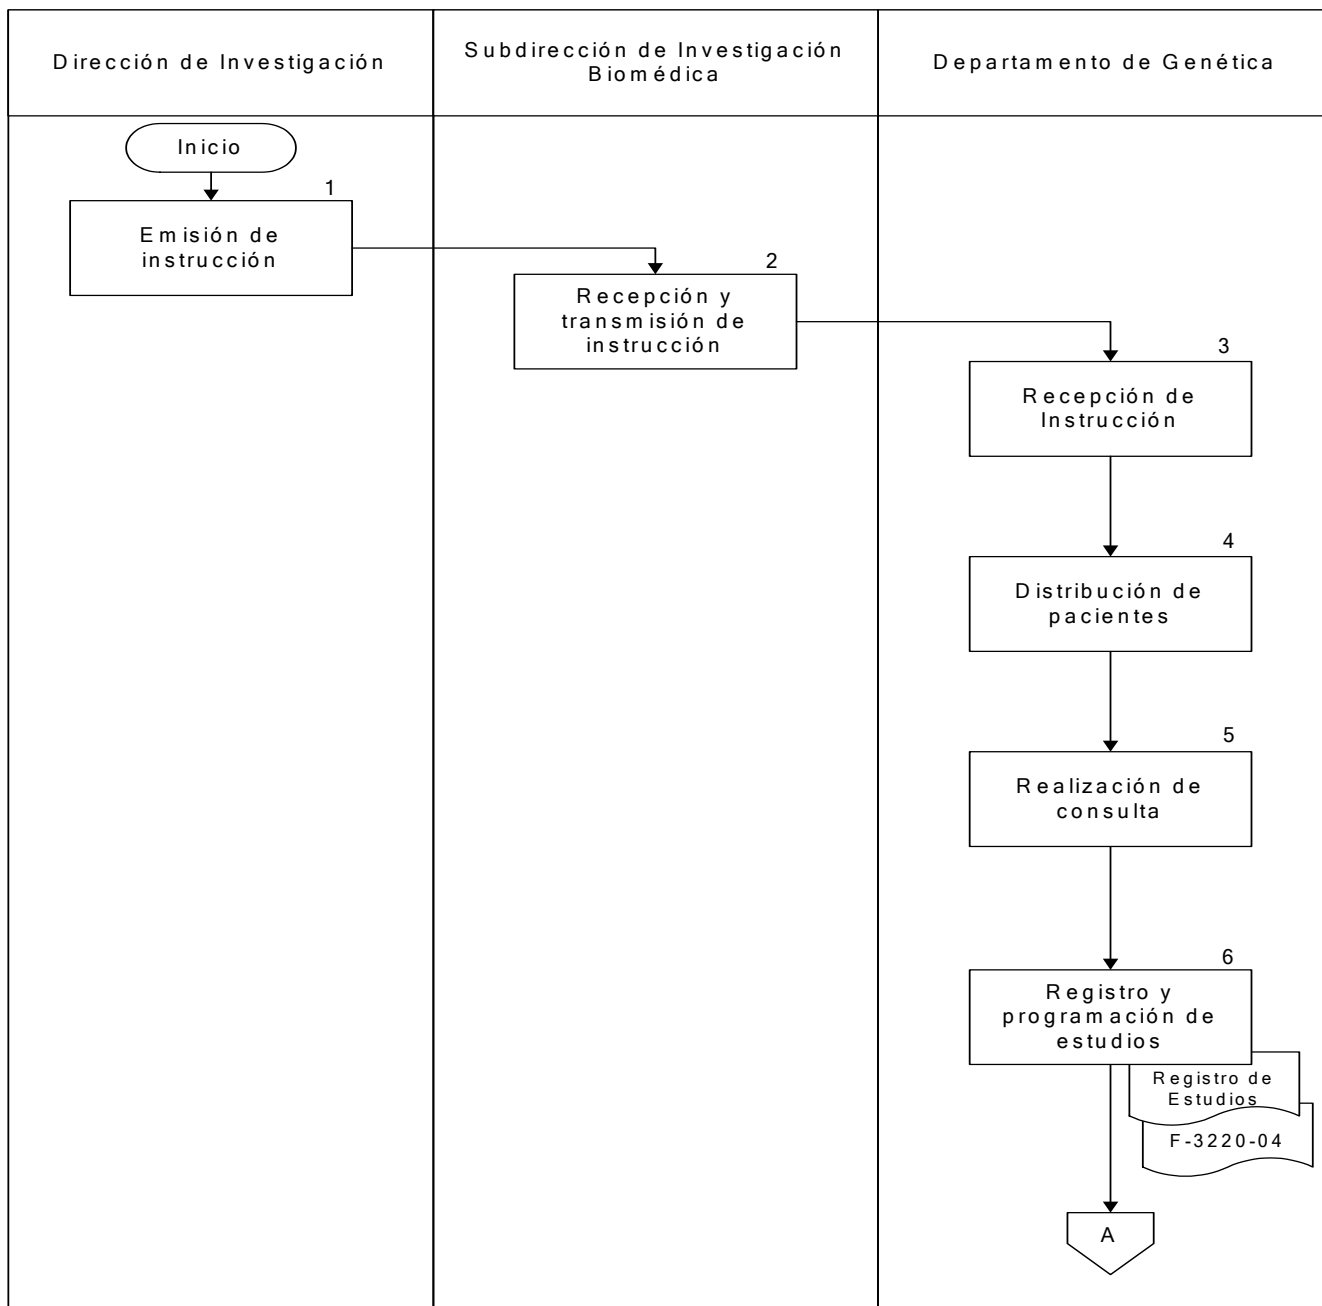 Dirección de Investigación
Subdirección de Investigación
Biomédica
Departamento de Genética
Inicio
1
Emisión de
instrucción
2
Recepción y
transmisión de
instrucción
3
Recepción de
Instrucción
4
Distribución de
pacientes
5
Realización de
consulta
6
Registro y
programación de
estudios
Registro de
Estudios
F-3220-04
A